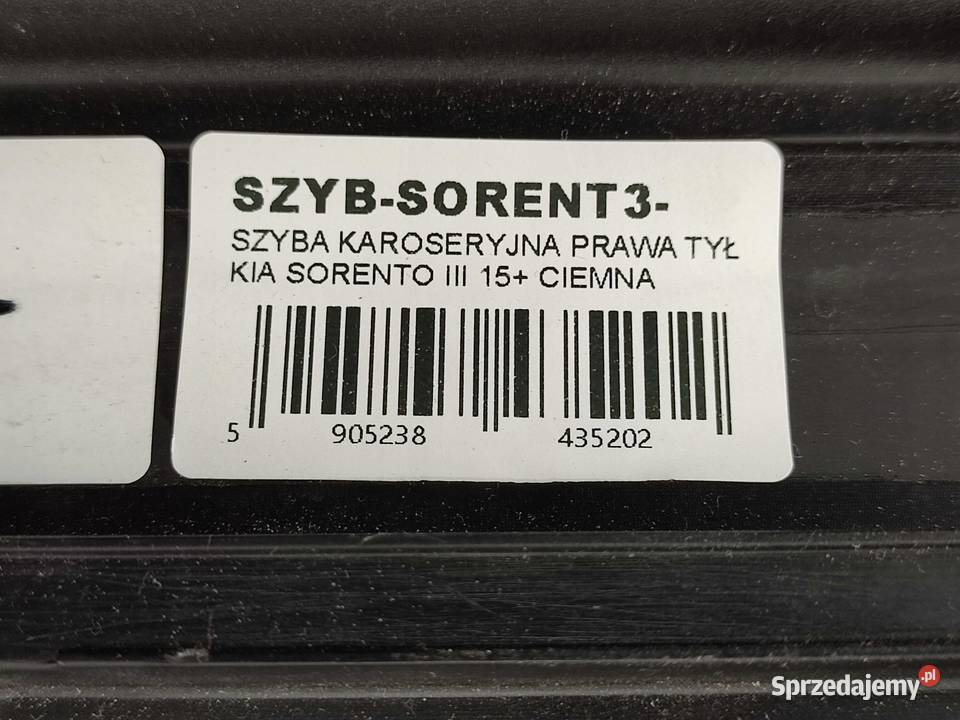 SZYB-SORENT3-
SZYBA KAROSERYJNA PRAWA TYŁ
KIA SORENTO III 15+ CIEMNA
5 905238 435202
Sprzedajemy.pl